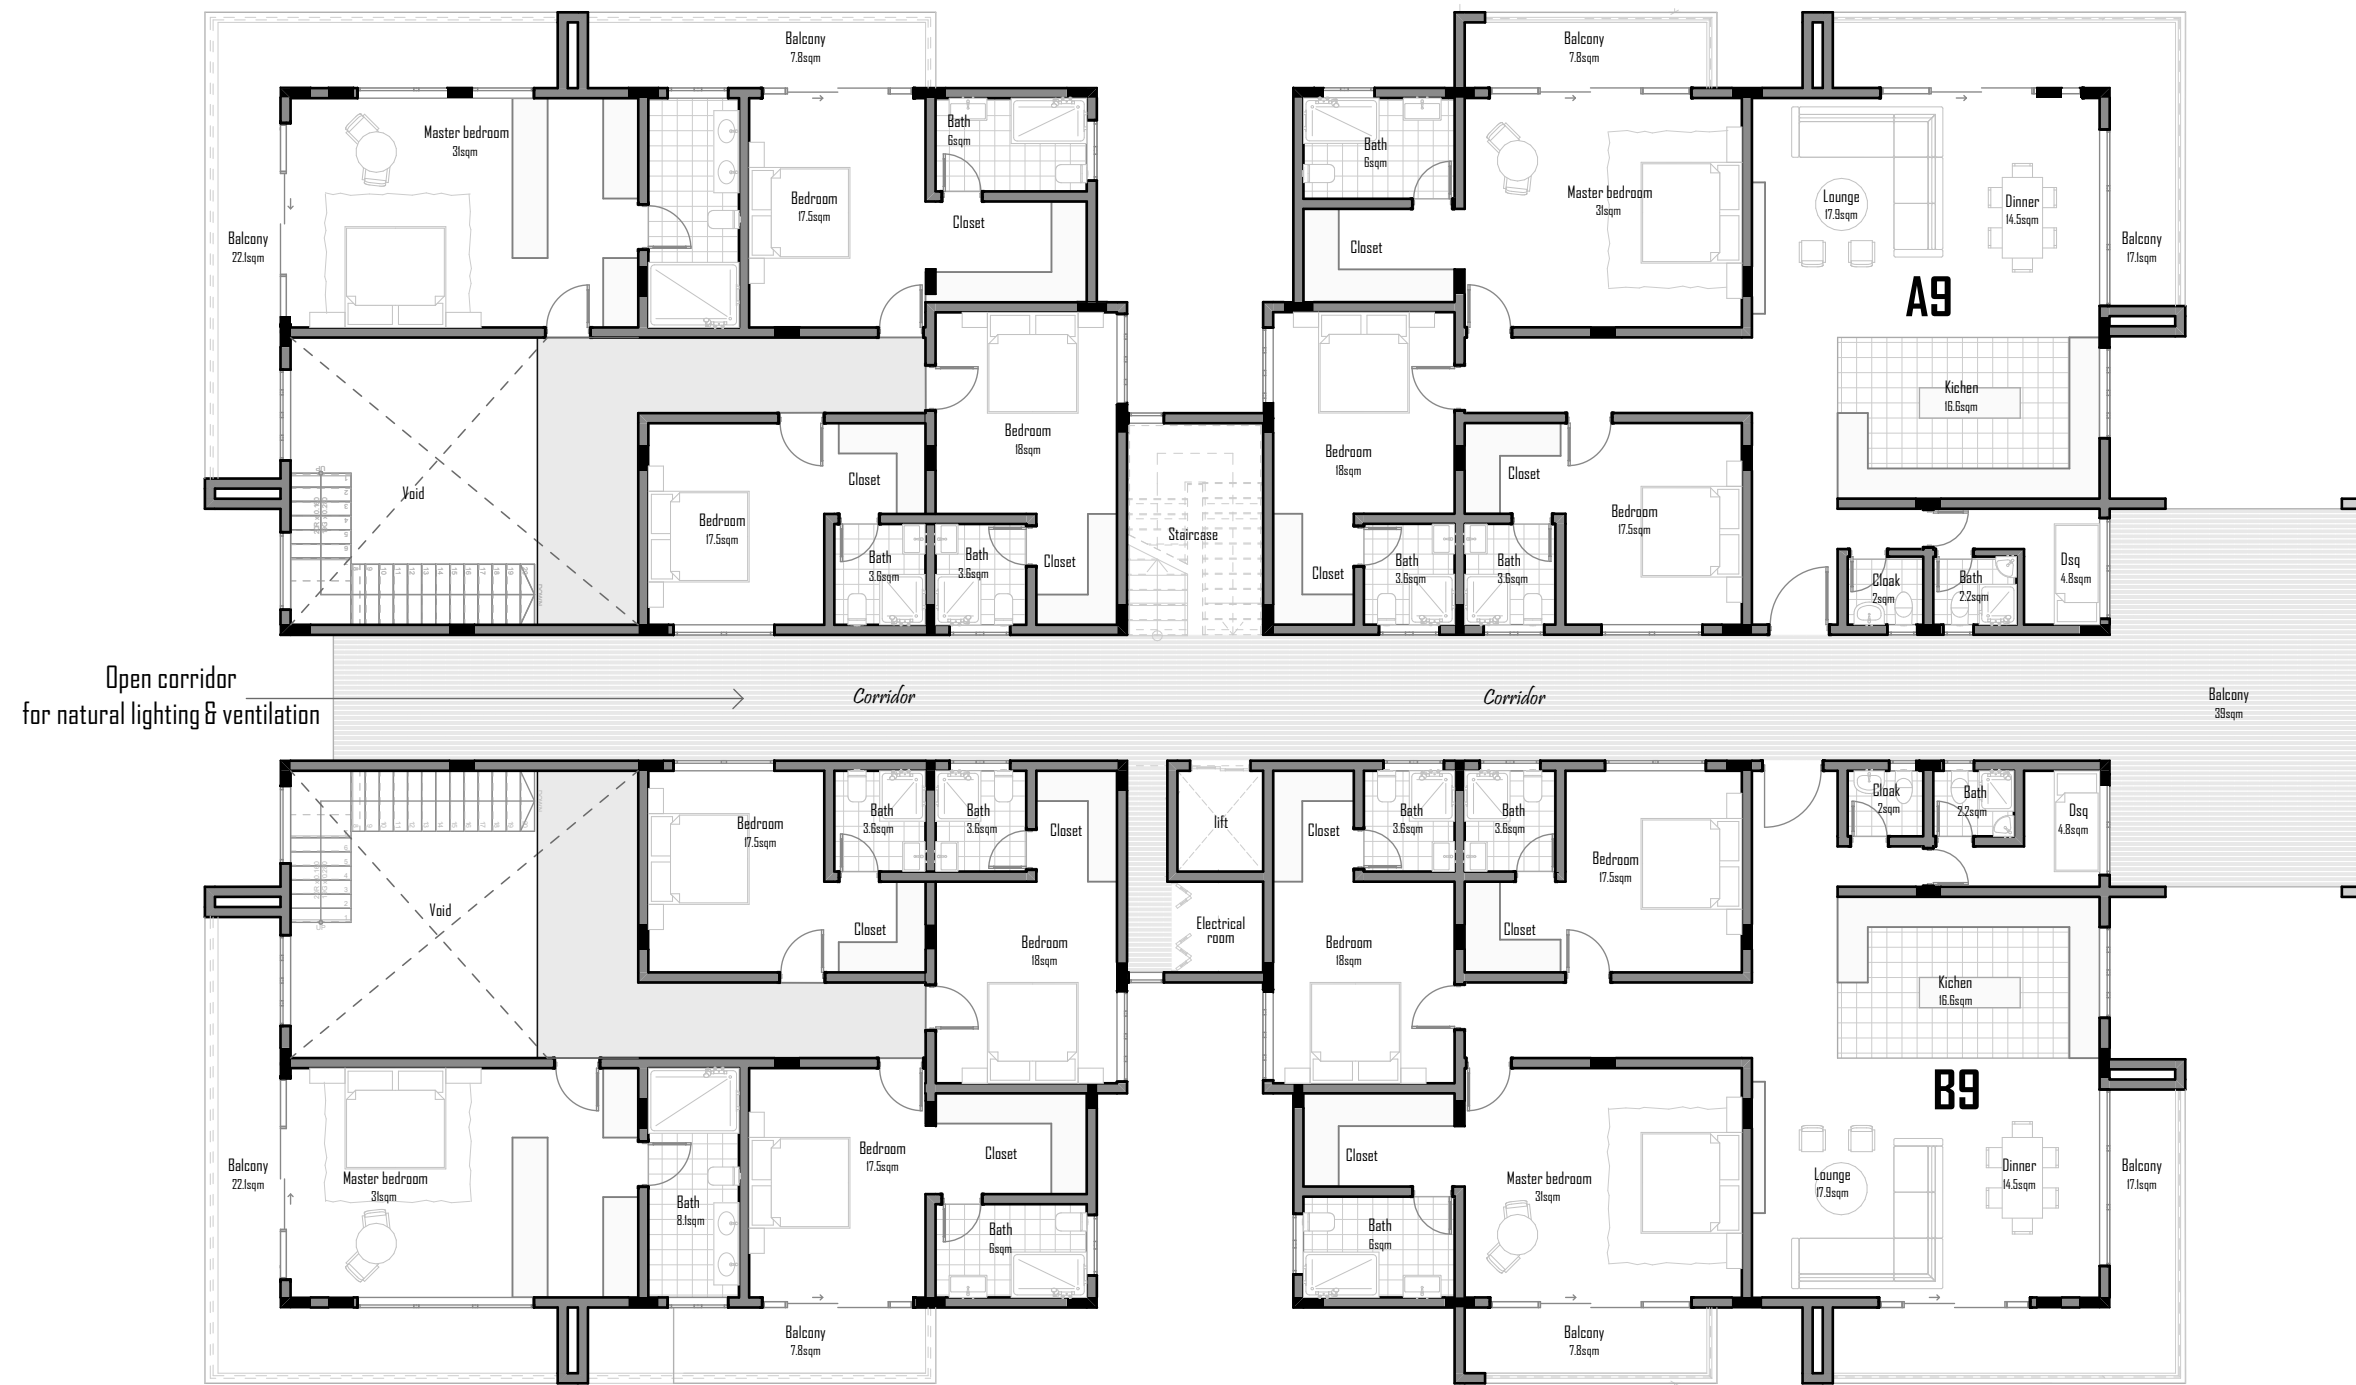 Balcony
7.8sqm
Balcony
7.8sqm
Master bedroom
31sqm
Bath
6sqm
Bath
6sqm
Bedroom
17.5sqm
Master bedroom
31sqm
Lounge
17.9sqm
Dinner
14.5sqm
Closet
Closet
Balcony
22.1sqm
Balcony
17.1sqm
A9
Kichen
16.6sqm
Bedroom
18sqm
Bedroom
18sqm
Closet
Closet
Void
Bedroom
17.5sqm
Bedroom
17.5sqm
Staircase
Bath
3.6sqm
Bath
3.6sqm
Closet
Closet
Bath
3.6sqm
Bath
3.6sqm
Cloak
2sqm
Bath
2.2sqm
Dsq
4.8sqm
UP
DOWN
Open corridor
for natural lighting & ventilation
Corridor
Corridor
Balcony
39sqm
Bedroom
17.5sqm
Bath
3.6sqm
Bath
3.6sqm
Closet
lift
Closet
Bath
3.6sqm
Bath
3.6sqm
Bedroom
17.5sqm
Cloak
2sqm
Bath
2.2sqm
Dsq
4.8sqm
DOWN
UP
Void
Closet
Bedroom
18sqm
Electrical
room
Bedroom
18sqm
Closet
Kichen
16.6sqm
B9
Balcony
22.1sqm
Master bedroom
31sqm
Bedroom
17.5sqm
Closet
Closet
Master bedroom
31sqm
Lounge
17.9sqm
Dinner
14.5sqm
Balcony
17.1sqm
Bath
8.1sqm
Bath
6sqm
Bath
6sqm
Balcony
7.8sqm
Balcony
7.8sqm